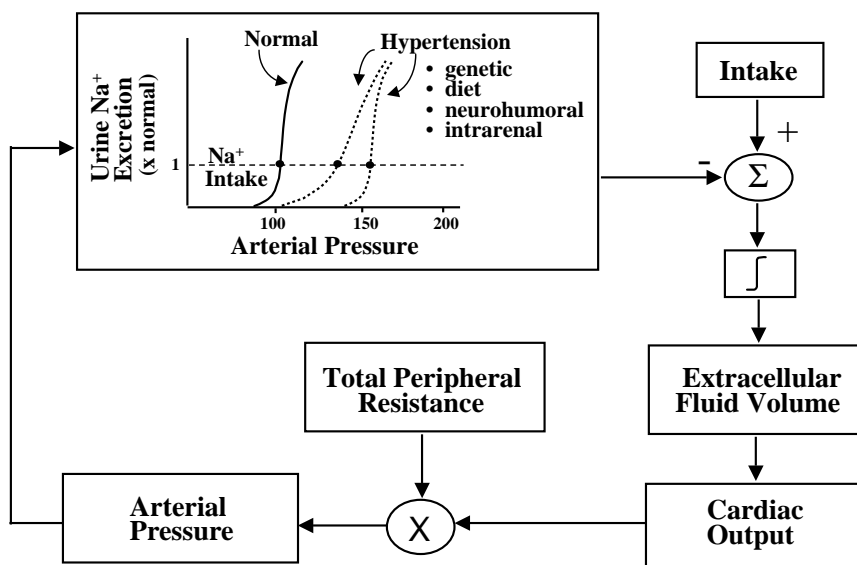 Urine Na+
Excretion
(x normal)
Normal
Hypertension
• genetic
• diet
• neurohumoral
• intrarenal
1
Na+
Intake
100
150
200
Arterial Pressure
Intake
+
-
Σ
∫
Extracellular
Fluid Volume
Total Peripheral
Resistance
Arterial
Pressure
X
Cardiac
Output